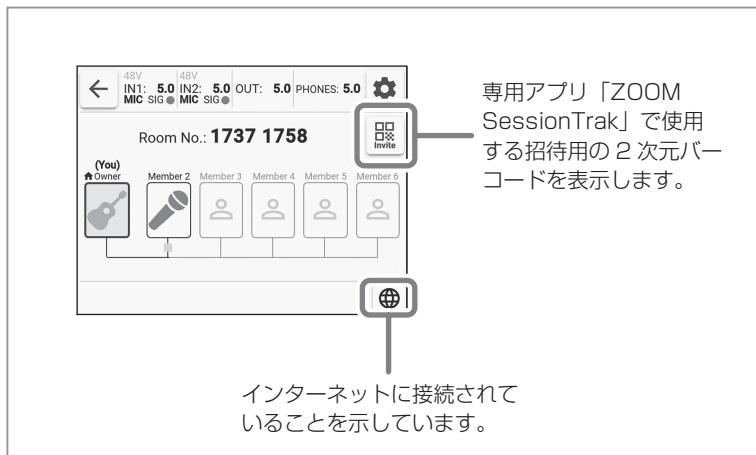 48V 48V
IN1: 5.0 IN2: 5.0 OUT: 5.0 PHONES: 5.0
MIC SIG MIC SIG
Room No.: 1737 1758
Invite
(You)
Owner Member 2 Member 3 Member 4 Member 5 Member 6
専用アプリ「ZOOM
SessionTrak」で使用
する招待用の 2 次元バー
コードを表示します。
インターネットに接続されて
いることを示しています。